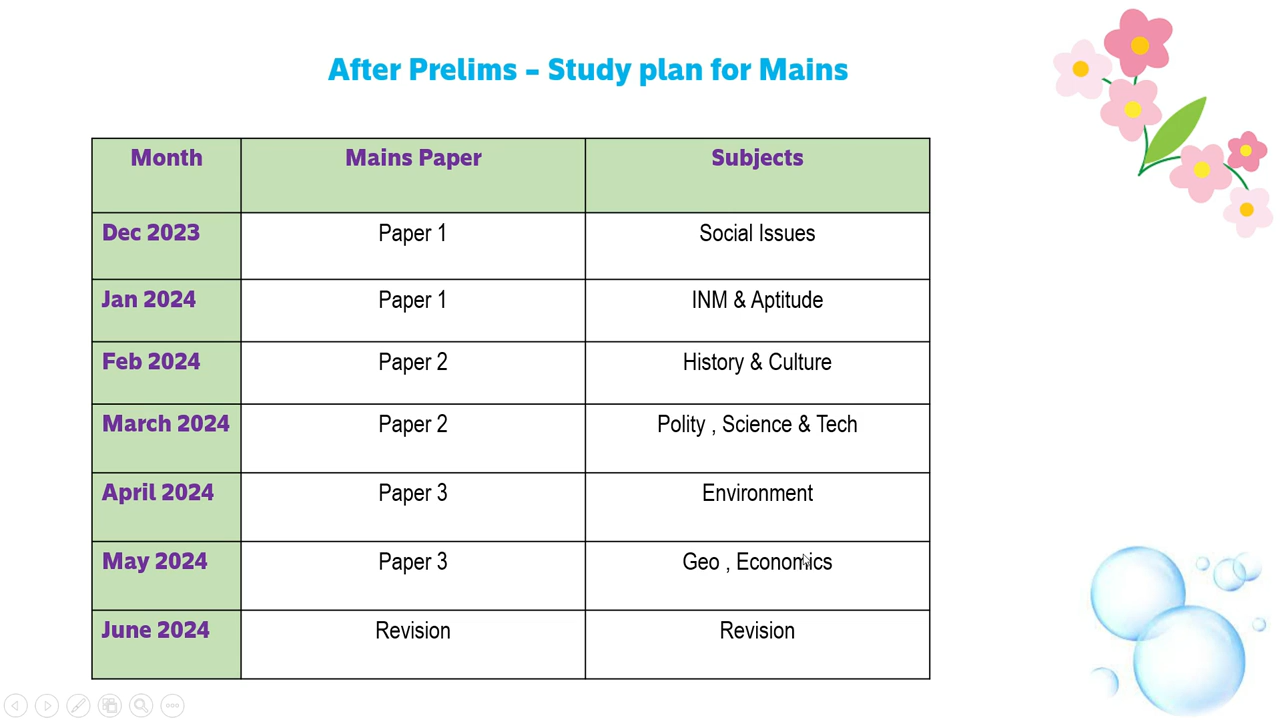 After Prelims – Study plan for Mains
Month Mains Paper Subjects
Dec 2023 Paper 1 Social Issues
Jan 2024 Paper 1 INM & Aptitude
Feb 2024 Paper 2 History & Culture
March 2024 Paper 2 Polity , Science & Tech
April 2024 Paper 3 Environment
May 2024 Paper 3 Geo , Economics
June 2024 Revision Revision